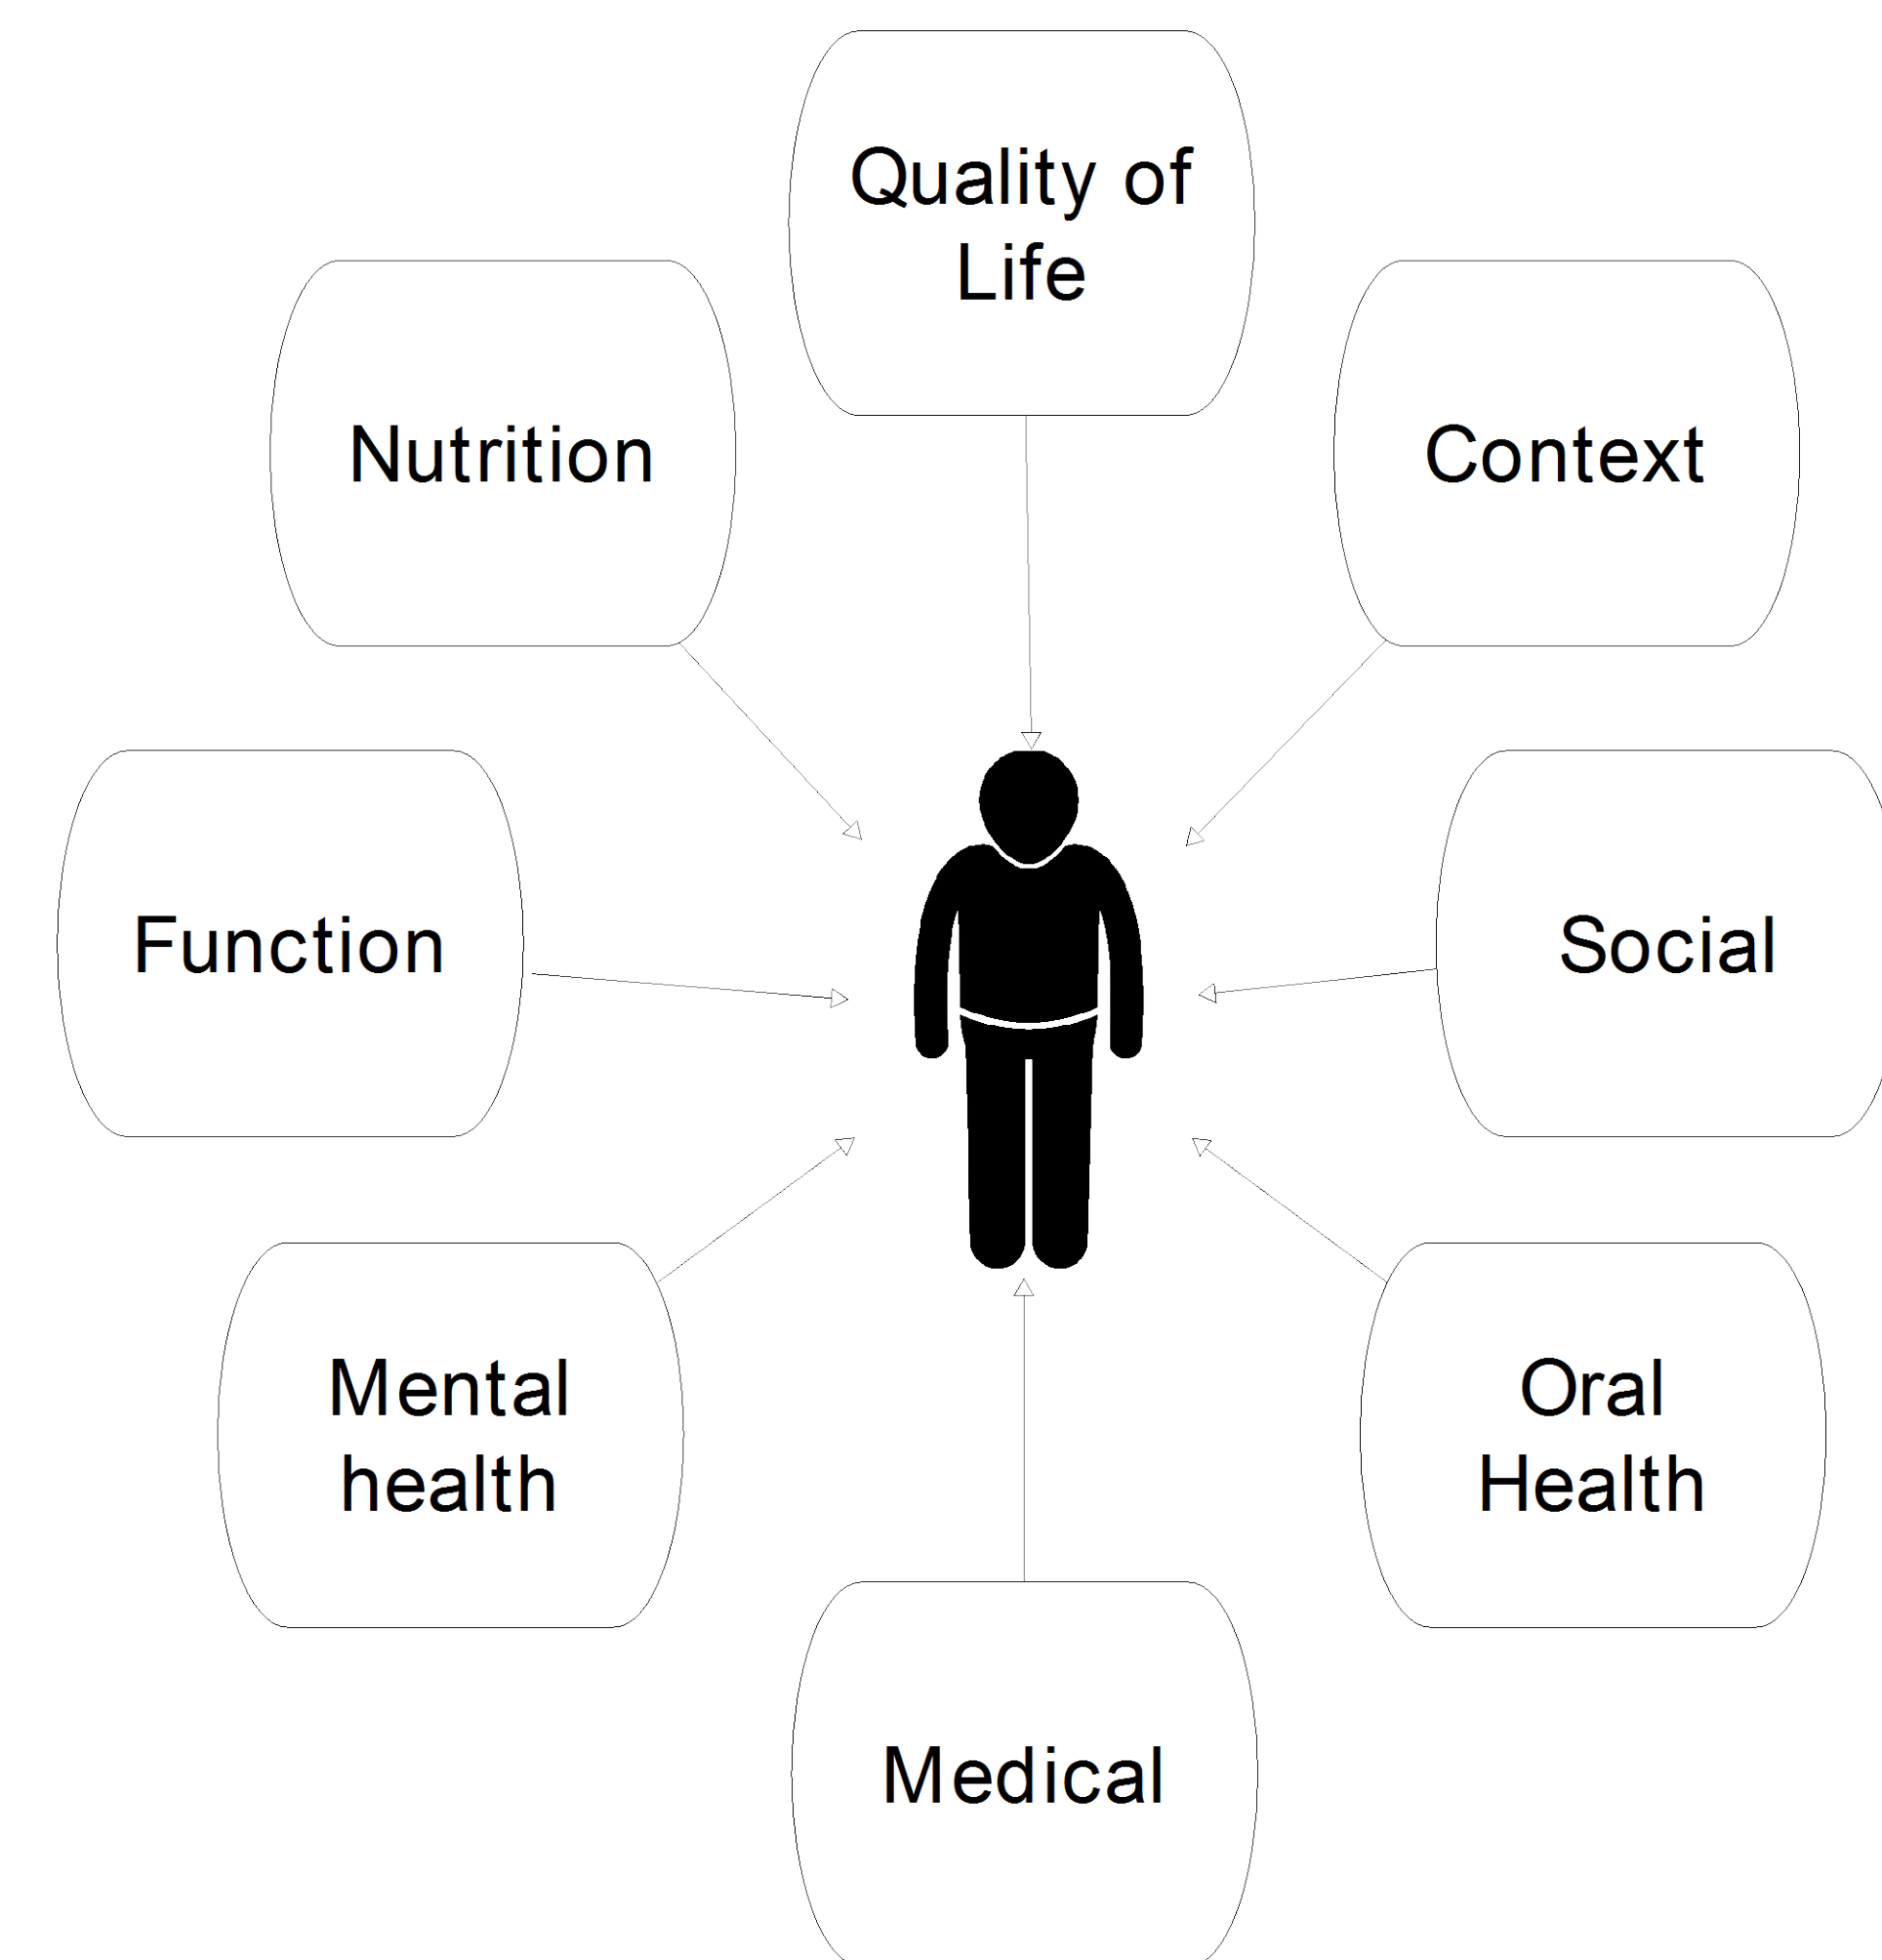 Quality of
Life
Nutrition
Context
Function
Social
Mental
health
Oral
Health
Medical